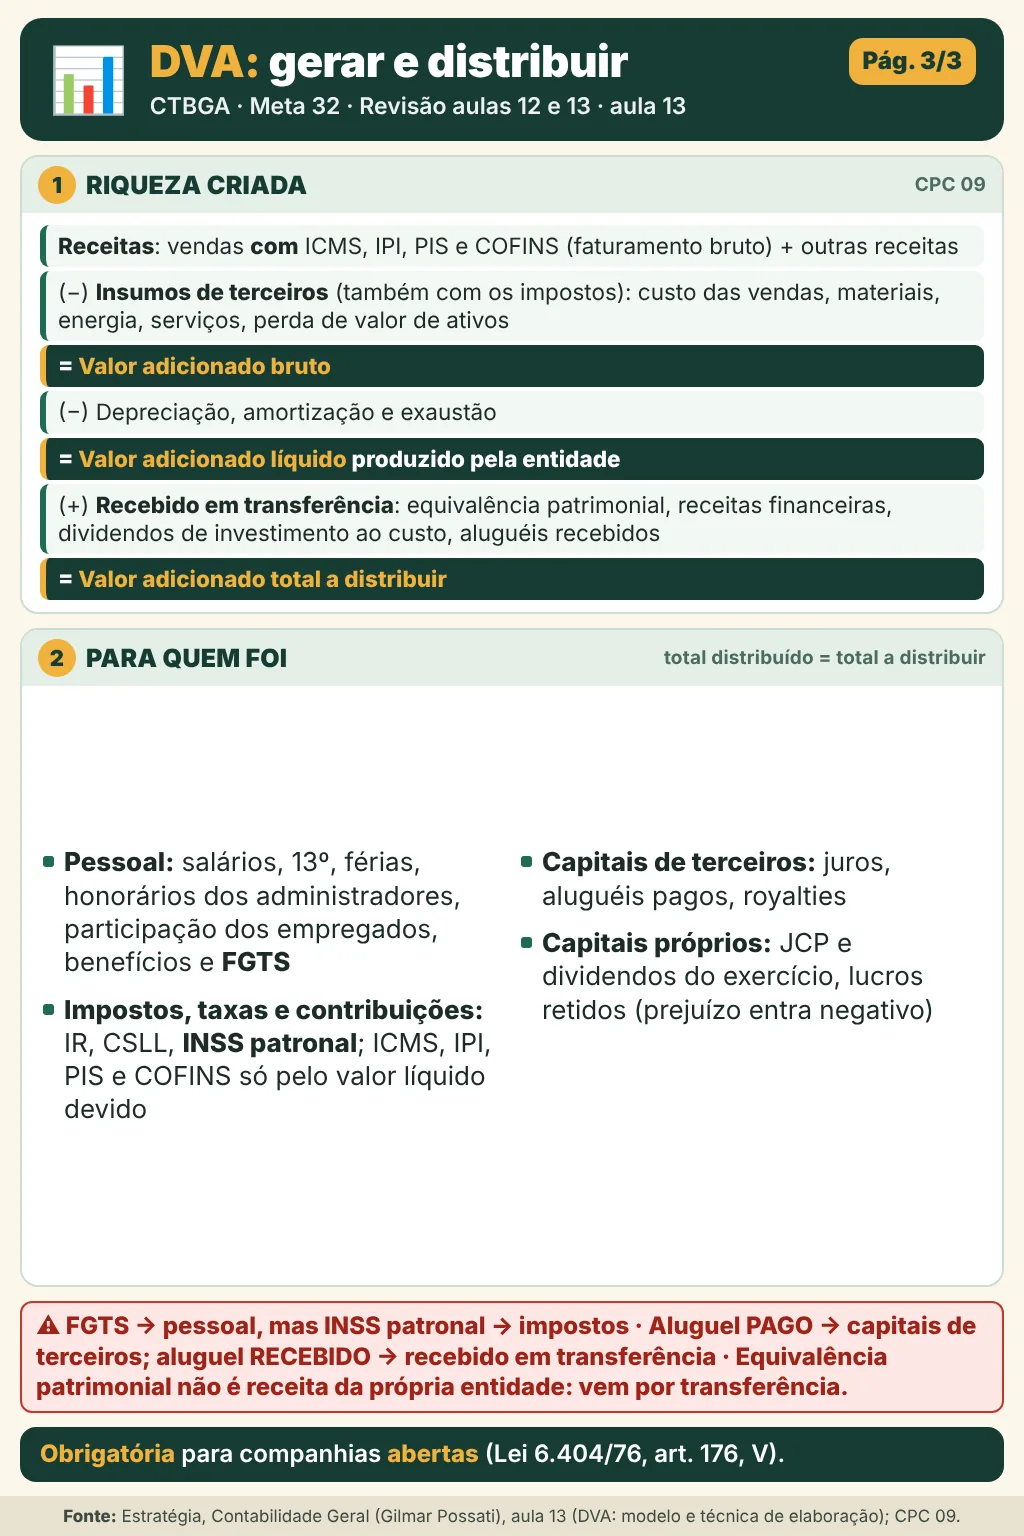 DVA: gerar e distribuir
Pág. 3/3
CTBGA · Meta 32 · Revisão aulas 12 e 13 · aula 13
1 RIQUEZA CRIADA
CPC 09
Receitas: vendas com ICMS, IPI, PIS e COFINS (faturamento bruto) + outras receitas
(−) Insumos de terceiros (também com os impostos): custo das vendas, materiais,
energia, serviços, perda de valor de ativos
= Valor adicionado bruto
(−) Depreciação, amortização e exaustão
= Valor adicionado líquido produzido pela entidade
(+) Recebido em transferência: equivalência patrimonial, receitas financeiras,
dividendos de investimento ao custo, aluguéis recebidos
= Valor adicionado total a distribuir
2 PARA QUEM FOI
total distribuído = total a distribuir
Pessoal: salários, 13º, férias,
honorários dos administradores,
participação dos empregados,
benefícios e FGTS
Impostos, taxas e contribuições:
IR, CSLL, INSS patronal; ICMS, IPI,
PIS e COFINS só pelo valor líquido
devido
Capitais de terceiros: juros,
aluguéis pagos, royalties
Capitais próprios: JCP e
dividendos do exercício, lucros
retidos (prejuízo entra negativo)
⚠ FGTS → pessoal, mas INSS patronal → impostos · Aluguel PAGO → capitais de
terceiros; aluguel RECEBIDO → recebido em transferência · Equivalência
patrimonial não é receita da própria entidade: vem por transferência.
Obrigatória para companhias abertas (Lei 6.404/76, art. 176, V).
Fonte: Estratégia, Contabilidade Geral (Gilmar Possati), aula 13 (DVA: modelo e técnica de elaboração); CPC 09.